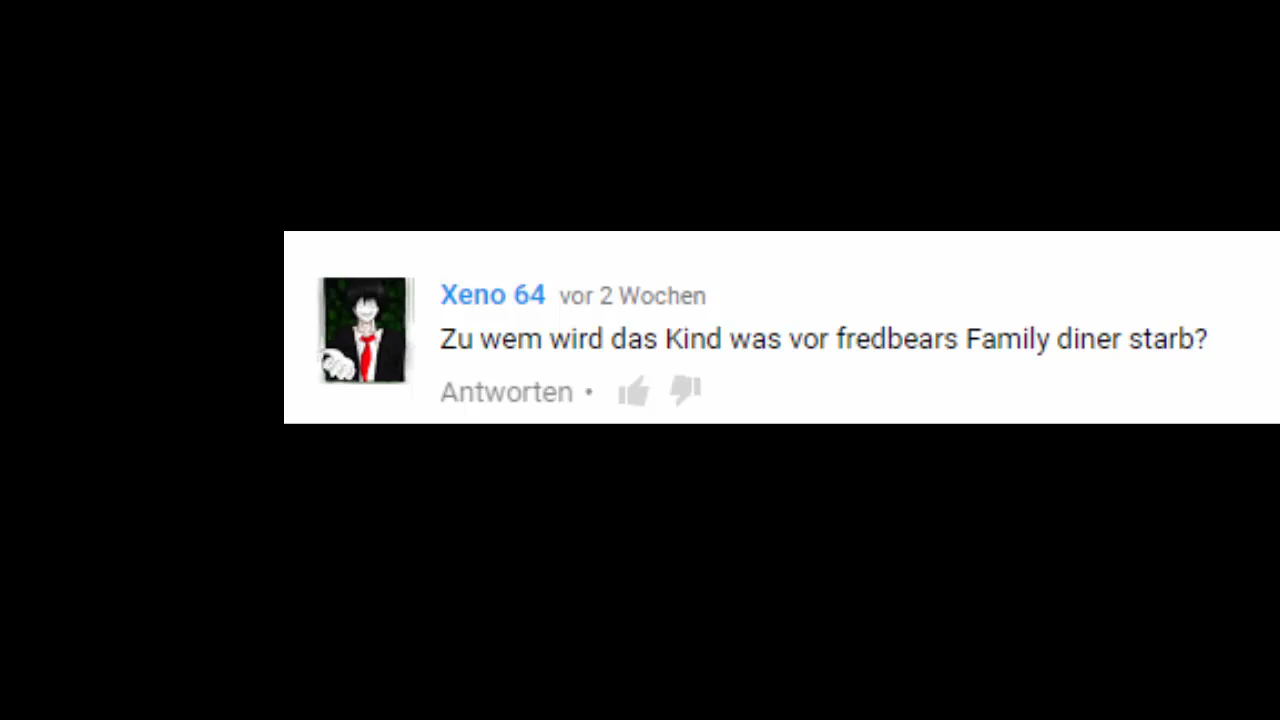 Xeno 64 vor 2 Wochen
Zu wem wird das Kind was vor fredbears Family diner starb?
Antworten •